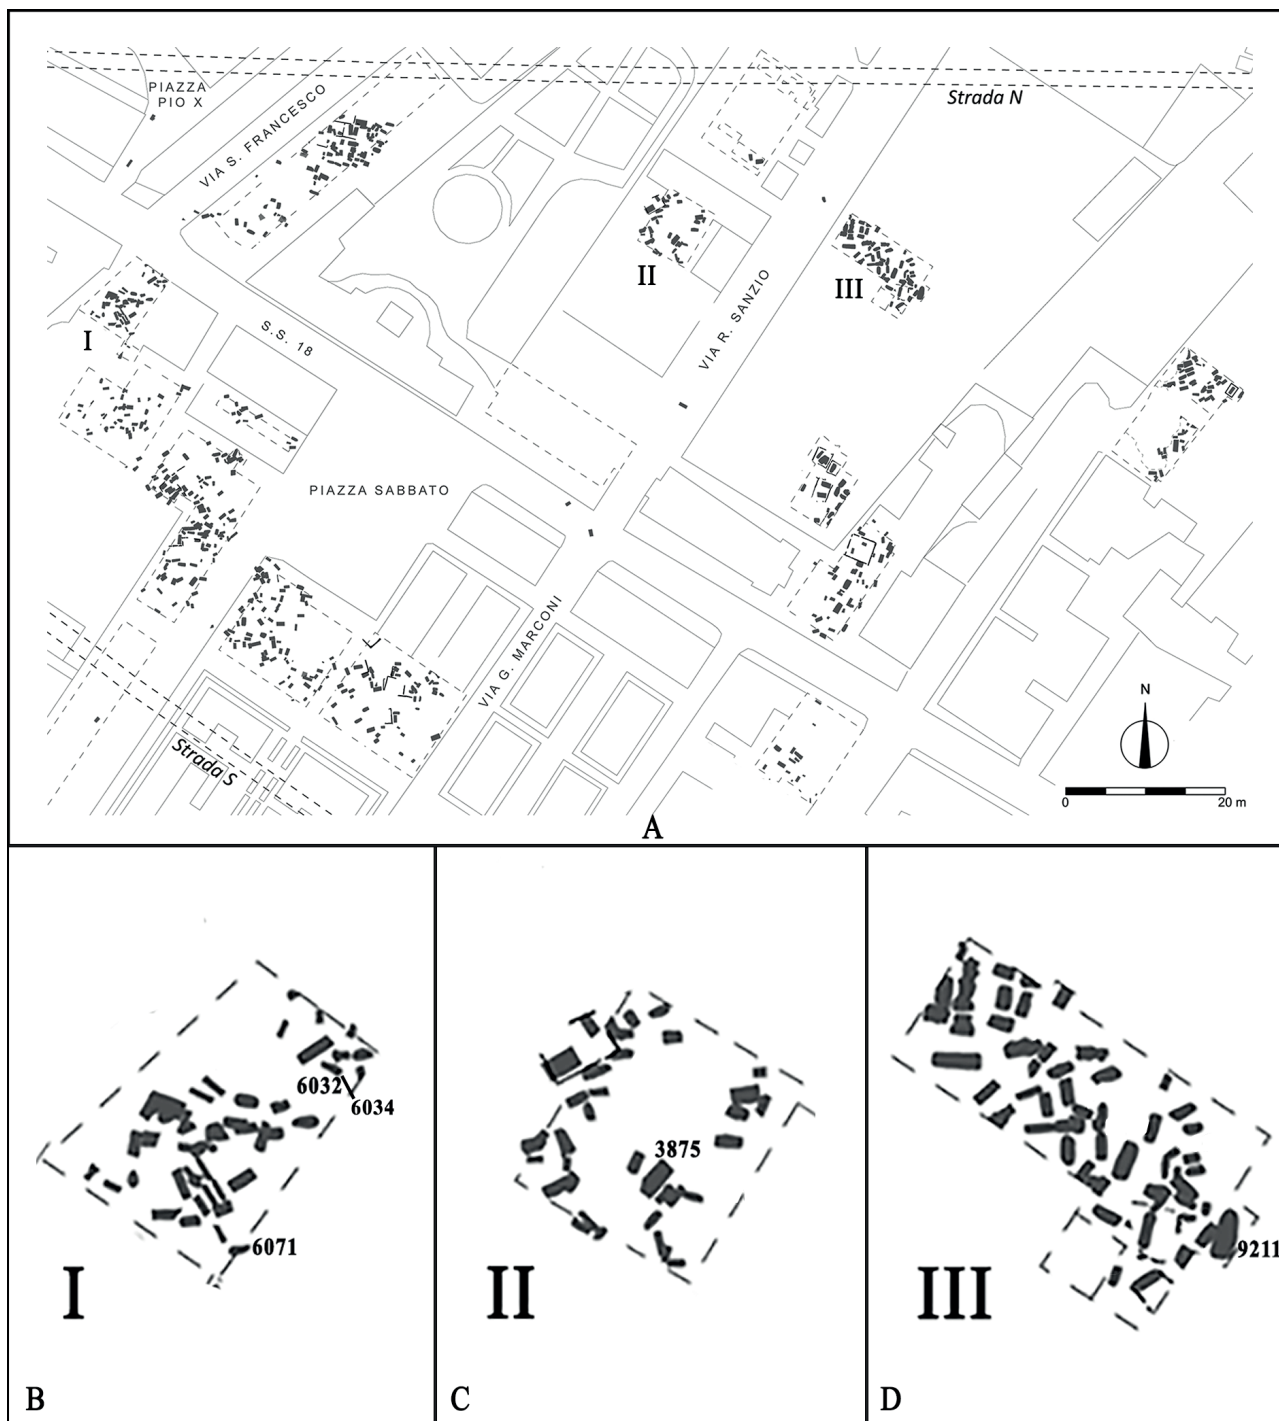 PIAZZA
PIO X
VIA S. FRANCESCO
Strada N
II
III
I
S.S. 18
VIA R. SANZIO
PIAZZA SABBATO
VIA G. MARCONI
Strada S
N
0
20 m
A
6032
6034
6071
I
B
3875
II
C
9211
III
D